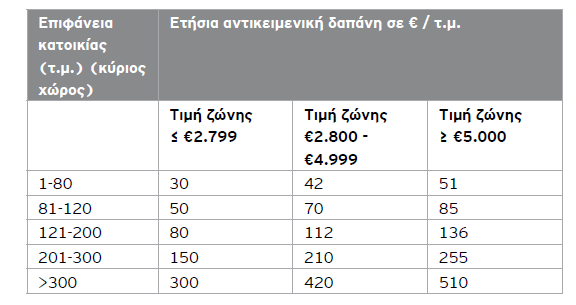 Επιφάνεια κατοικίας (τ.μ.) (κύριος χώρος) Ετήσια αντικειμενική δαπάνη σε € / τ.μ.
Τιμή ζώνης ≤ €2.799 Τιμή ζώνης €2.800 - €4.999 Τιμή ζώνης ≥ €5.000
1-80 30 42 51
81-120 50 70 85
121-200 80 112 136
201-300 150 210 255
>300 300 420 510